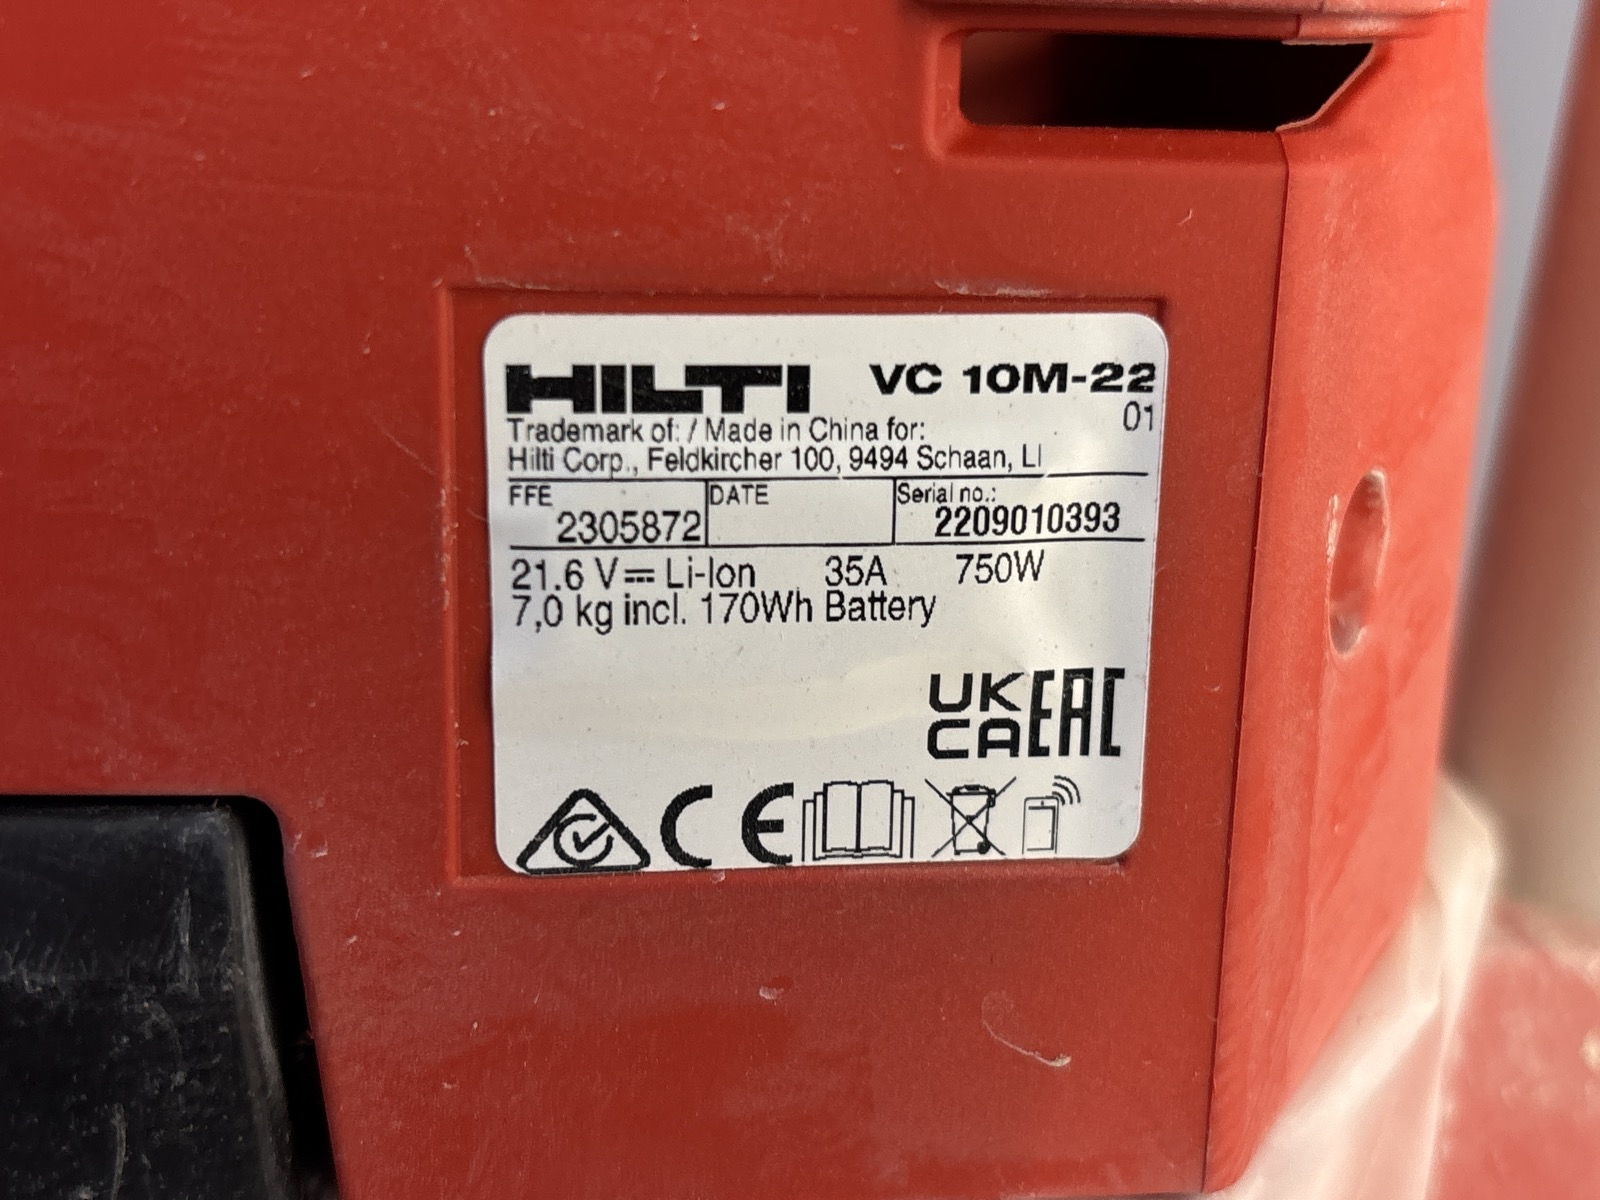 HILTI VC 10M-22
01
Trademark of: / Made in China for:
Hilti Corp., Feldkircher 100, 9494 Schaan, LI
FFE DATE Serial no.:
2305872 2209010393
21.6 V⎓ Li-Ion 35A 750W
7,0 kg incl. 170Wh Battery
UK EAC
CA
CE